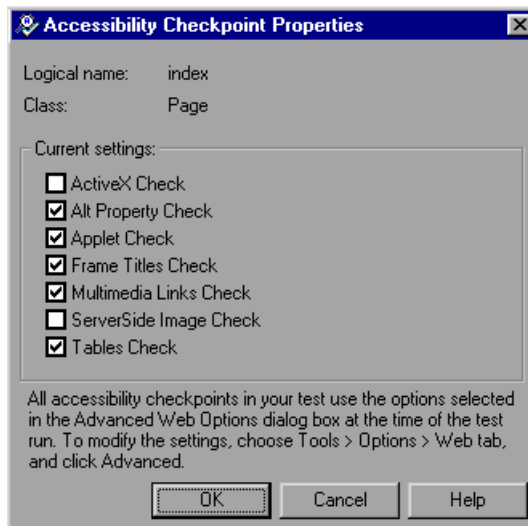 Accessibility Checkpoint Properties
Logical name: index
Class: Page
Current settings:
ActiveX Check
Alt Property Check
Applet Check
Frame Titles Check
Multimedia Links Check
ServerSide Image Check
Tables Check
All accessibility checkpoints in your test use the options selected
in the Advanced Web Options dialog box at the time of the test
run. To modify the settings, choose Tools > Options > Web tab,
and click Advanced.
OK Cancel Help